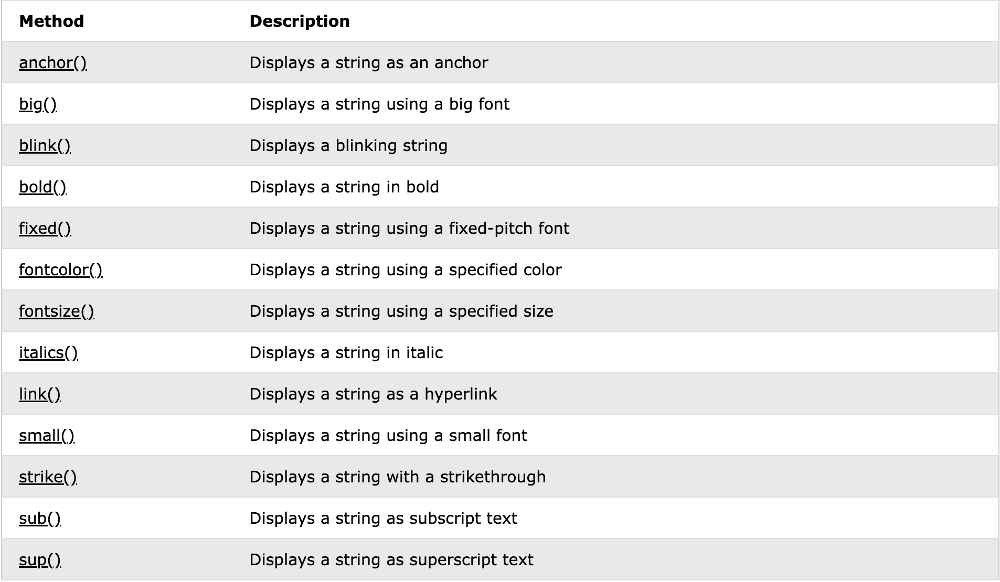 Method Description
anchor() Displays a string as an anchor
big() Displays a string using a big font
blink() Displays a blinking string
bold() Displays a string in bold
fixed() Displays a string using a fixed-pitch font
fontcolor() Displays a string using a specified color
fontsize() Displays a string using a specified size
italics() Displays a string in italic
link() Displays a string as a hyperlink
small() Displays a string using a small font
strike() Displays a string with a strikethrough
sub() Displays a string as subscript text
sup() Displays a string as superscript text